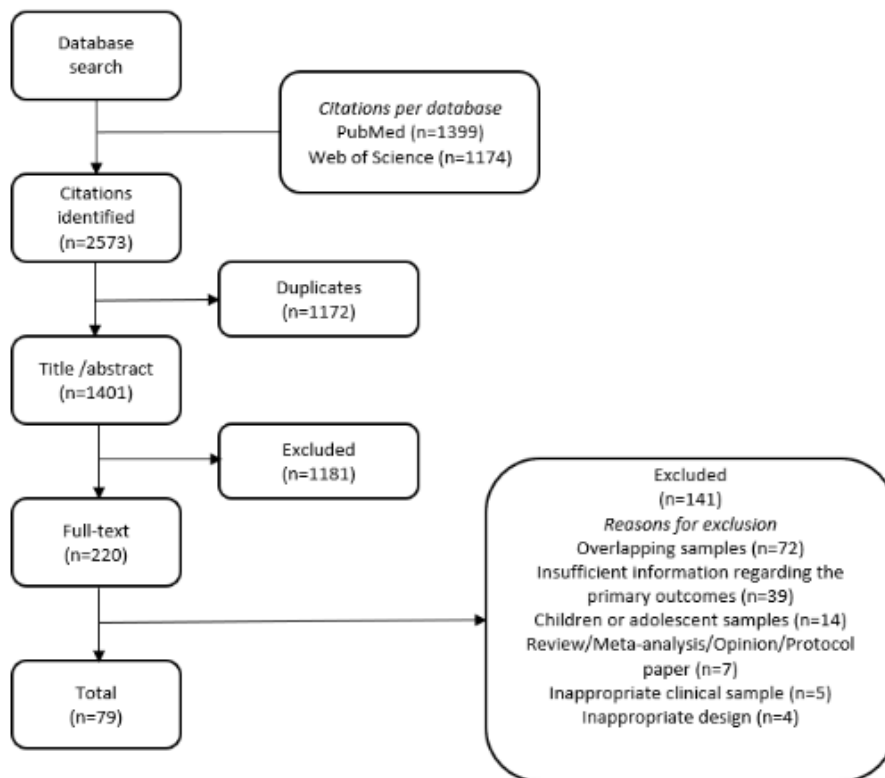 Database
search
Citations per database
PubMed (n=1399)
Web of Science (n=1174)
Citations
identified
(n=2573)
Duplicates
(n=1172)
Title /abstract
(n=1401)
Excluded
(n=1181)
Full-text
(n=220)
Excluded
(n=141)
Reasons for exclusion
Overlapping samples (n=72)
Insufficient information regarding the
primary outcomes (n=39)
Children or adolescent samples (n=14)
Review/Meta-analysis/Opinion/Protocol
paper (n=7)
Inappropriate clinical sample (n=5)
Inappropriate design (n=4)
Total
(n=79)